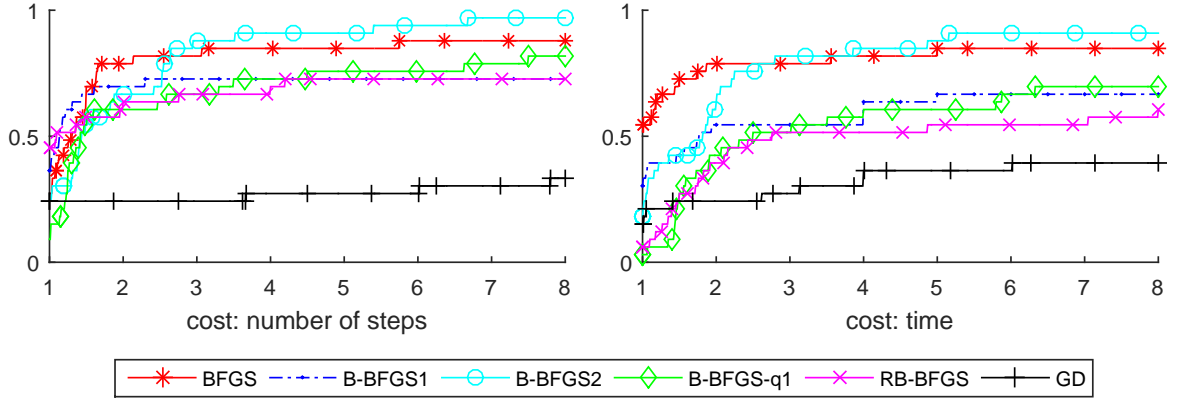 1
0.5
0
1 2 3 4 5 6 7 8
cost: number of steps
1
0.5
0
1 2 3 4 5 6 7 8
cost: time
BFGS B-BFGS1 B-BFGS2 B-BFGS-q1 RB-BFGS GD